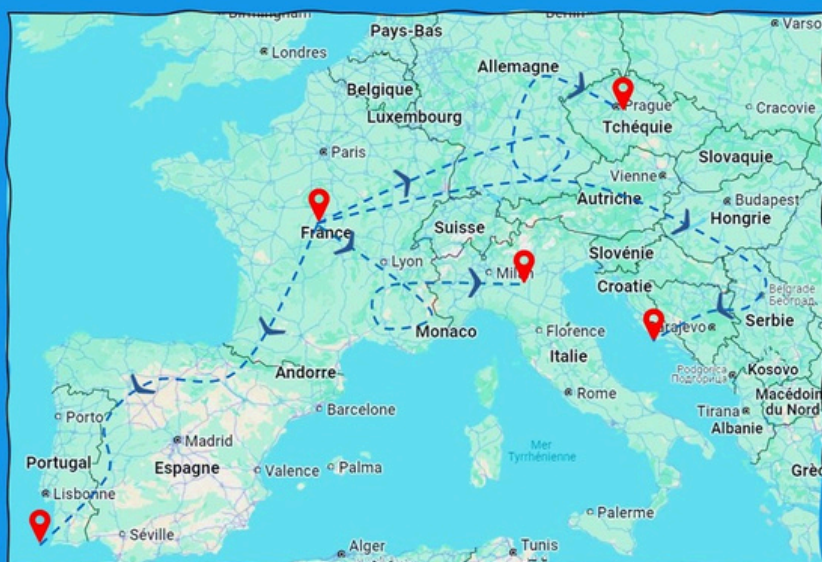 Birmingham
Berlin
Varso
Pays-Bas
Londres
Allemagne
Belgique
Prague
Cracovie
Luxembourg
Tchéquie
Paris
Slovaquie
Vienne
Autriche
Budapest
Hongrie
France
Suisse
Slovénie
Lyon
Milan
Croatie
Belgrade
Београд
Sarajevo
Serbie
Monaco
Florence
Italie
Andorre
Podgorica
Подгорица
Kosovo
Rome
Macédoin
du Nord
Porto
Barcelone
Tirana
Albanie
Madrid
Mer
Tyrrhénienne
Portugal
Espagne
Valence
Palma
Grèc
Lisbonne
Palerme
Séville
Alger
Tunis